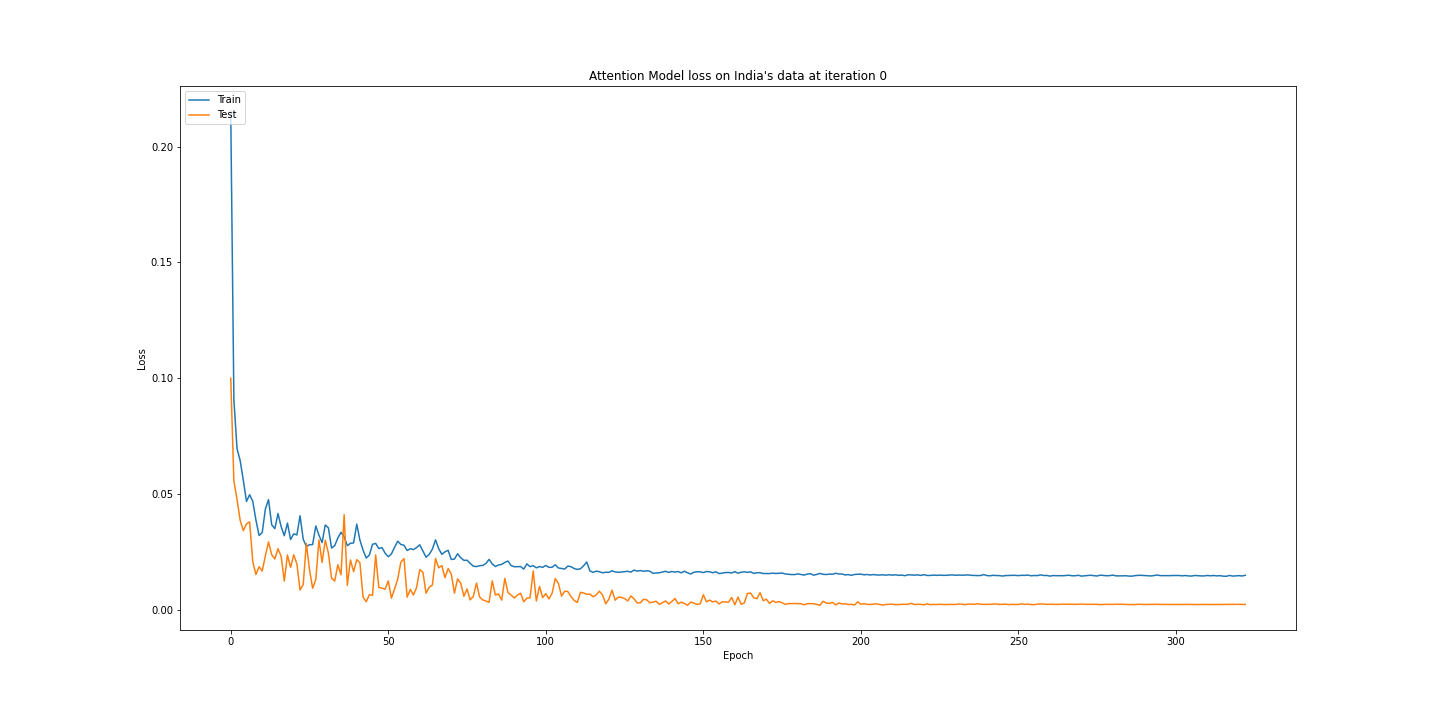 Attention Model loss on India's data at iteration 0
Train
Test
0.20
0.15
0.10
0.05
0.00
Loss
0 50 100 150 200 250 300
Epoch